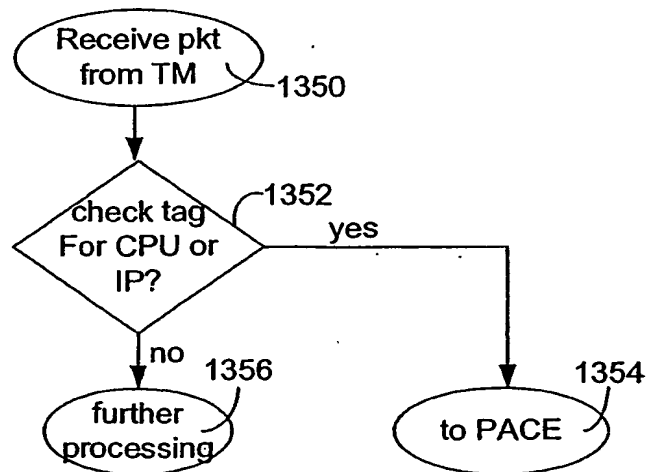 Receive pkt
from TM
1350
1352
check tag
For CPU or
IP?
yes
no
1356
1354
further
processing
to PACE